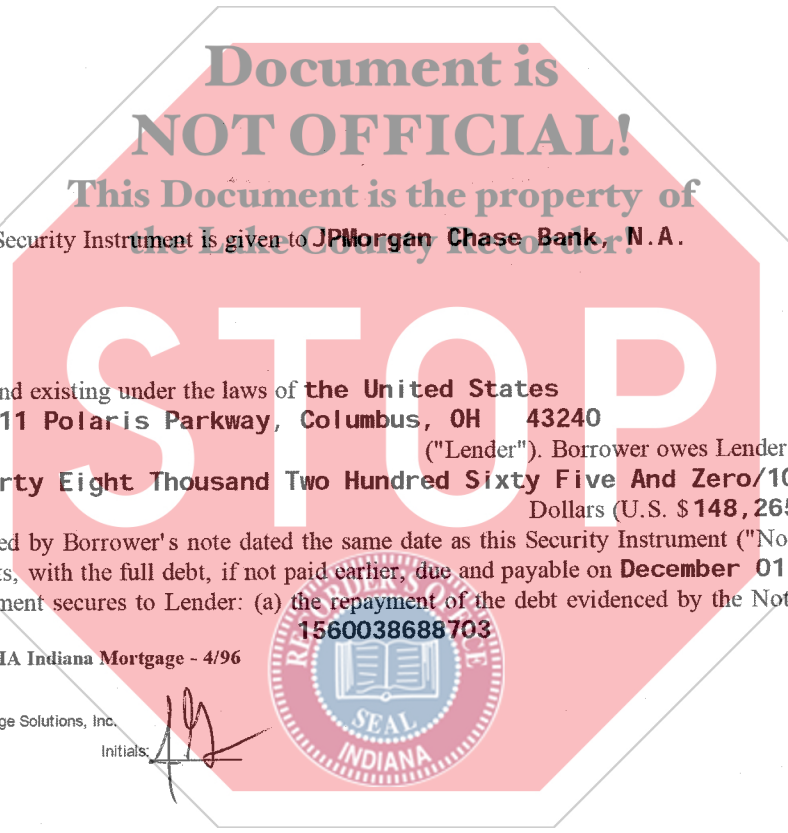 Document is
NOT OFFICIAL!
This Document is the property of
the Lake County Recorder!
Security Instrument is given to JPMorgan Chase Bank, N.A.
STOP
nd existing under the laws of the United States
11 Polaris Parkway, Columbus, OH 43240
("Lender"). Borrower owes Lender
rty Eight Thousand Two Hundred Sixty Five And Zero/10
Dollars (U.S. $148,265
ed by Borrower's note dated the same date as this Security Instrument ("No
ts, with the full debt, if not paid earlier, due and payable on December 01
ment secures to Lender: (a) the repayment of the debt evidenced by the Not
1560038688703
IA Indiana Mortgage - 4/96
ge Solutions, Inc.
Initials:
RECORDER'S OFFICE
SEAL
INDIANA